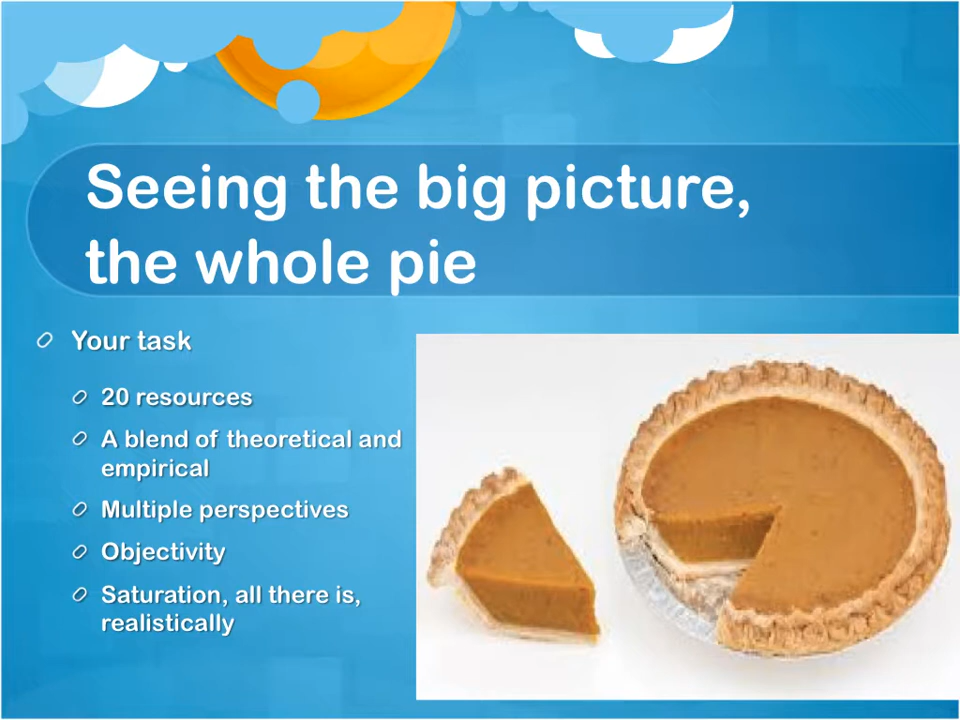 Seeing the big picture,
the whole pie
Your task
20 resources
A blend of theoretical and
empirical
Multiple perspectives
Objectivity
Saturation, all there is,
realistically